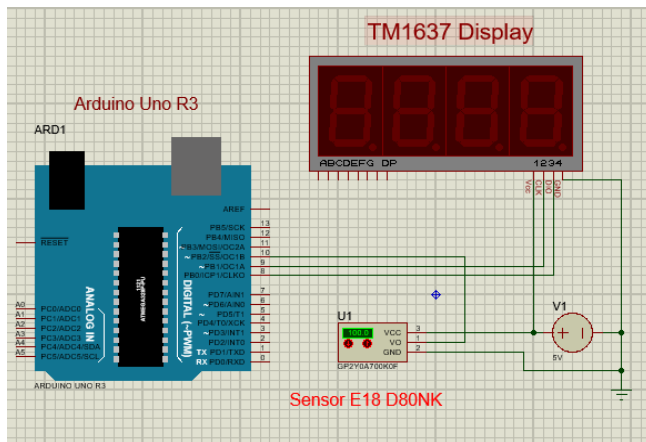 TM1637 Display
Arduino Uno R3
ARD1
ABCDEFG DP
1234
Vcc
CLK
DIO
GND
AREF
RESET
13
PB5/SCK
12
PB4/MISO
11
PB3/MOSI/OC2A
10
~PB2/SS/OC1B
9
~PB1/OC1A
8
PB0/ICP1/CLKO
7
PD7/AIN1
6
~PD6/AIN0
5
~PD5/T1
4
PD4/T0/XCK
3
~PD3/INT1
2
PD2/INT0
1
TX PD1/TXD
0
RX PD0/RXD
ANALOG IN
DIGITAL (~PWM)
A0
PC0/ADC0
A1
PC1/ADC1
A2
PC2/ADC2
A3
PC3/ADC3
A4
PC4/ADC4/SDA
A5
PC5/ADC5/SCL
ARDUINO UNO R3
U1
100.0
VCC
3
VO
1
GND
2
GP2Y0A700K0F
V1
5V
Sensor E18 D80NK